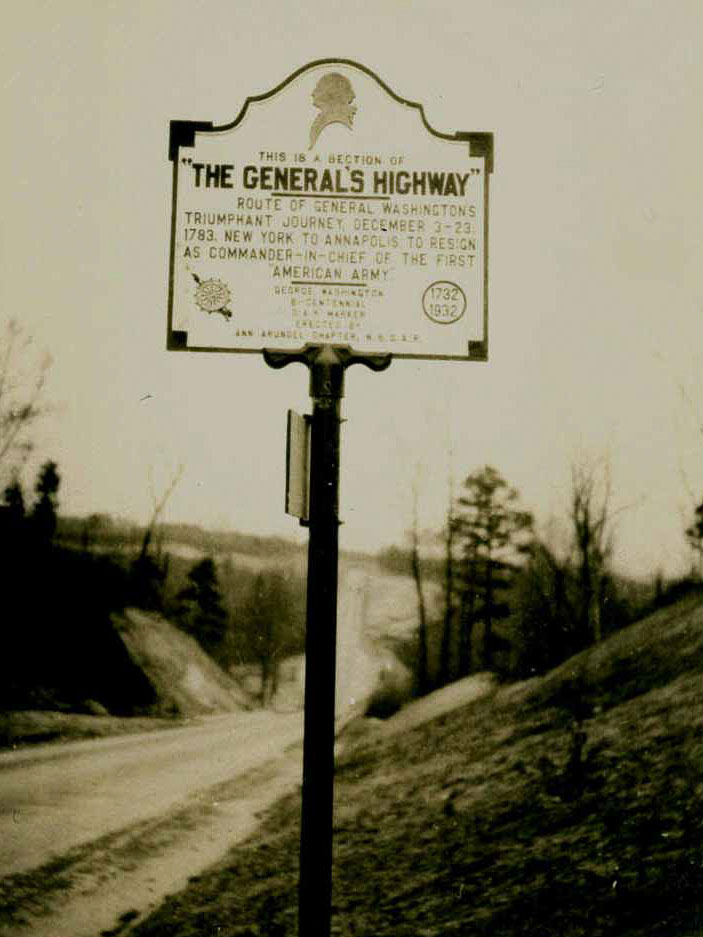 THIS IS A SECTION OF
"THE GENERAL'S HIGHWAY"
ROUTE OF GENERAL WASHINGTON'S
TRIUMPHANT JOURNEY, DECEMBER 3-23,
1783, NEW YORK TO ANNAPOLIS TO RESIGN
AS COMMANDER-IN-CHIEF OF THE FIRST
"AMERICAN ARMY"
GEORGE WASHINGTON
BI-CENTENNIAL
D.A.R. MARKER
ERECTED BY
ANN ARUNDEL CHAPTER, N.S.D.A.R.
1732
1932